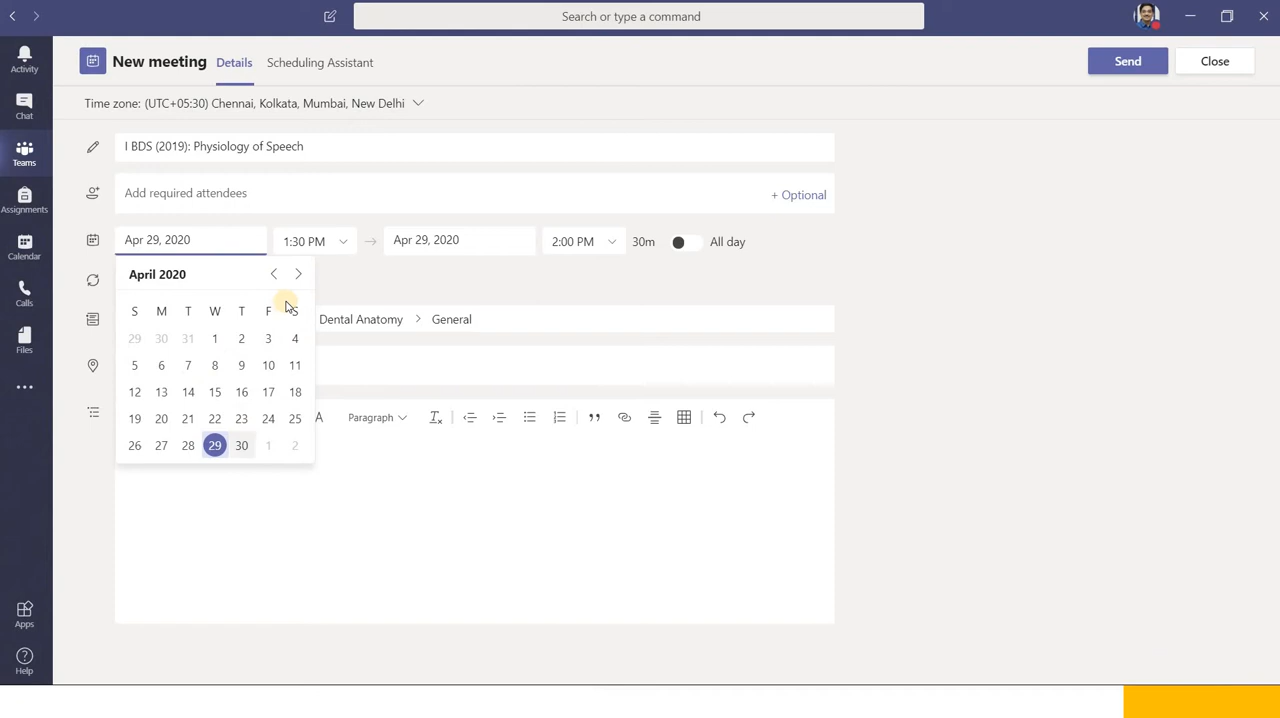 Search or type a command
Activity
Chat
Teams
Assignments
Calendar
Calls
Files
Apps
Help
New meeting Details Scheduling Assistant Send Close
Time zone: (UTC+05:30) Chennai, Kolkata, Mumbai, New Delhi
I BDS (2019): Physiology of Speech
Add required attendees + Optional
Apr 29, 2020 1:30 PM Apr 29, 2020 2:00 PM 30m All day
April 2020
S M T W T F S
29 30 31 1 2 3 4
5 6 7 8 9 10 11
12 13 14 15 16 17 18
19 20 21 22 23 24 25
26 27 28 29 30 1 2
Dental Anatomy > General
A Paragraph